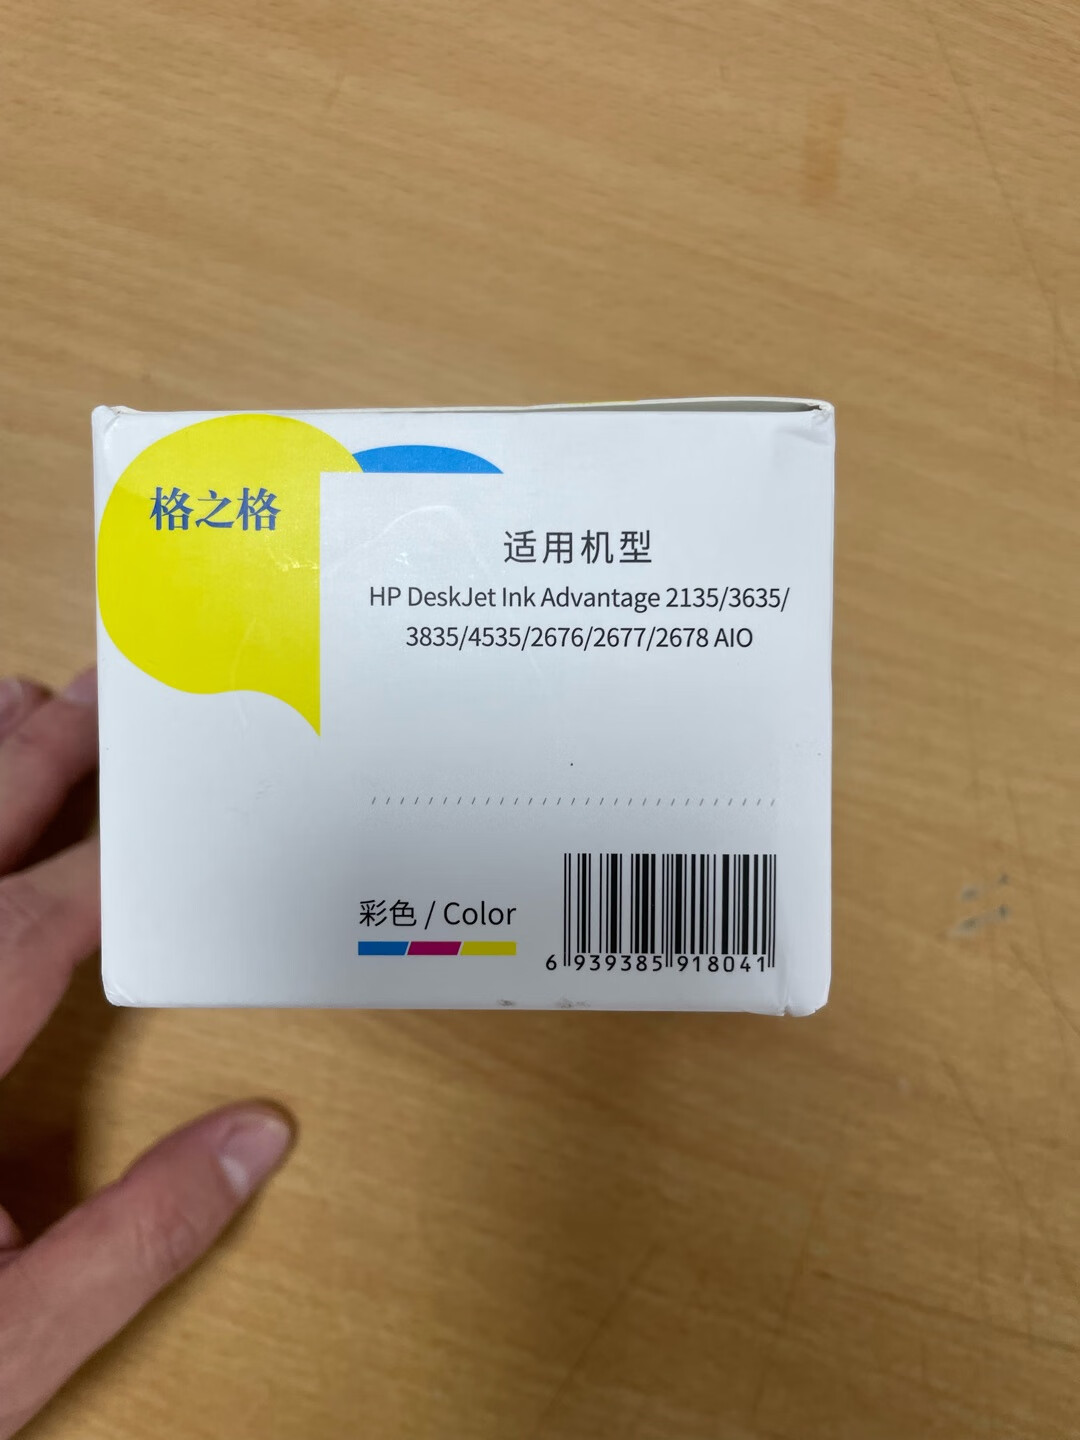 格之格
适用机型
HP DeskJet Ink Advantage 2135/3635/
3835/4535/2676/2677/2678 AIO
彩色 / Color
6 939385 918041